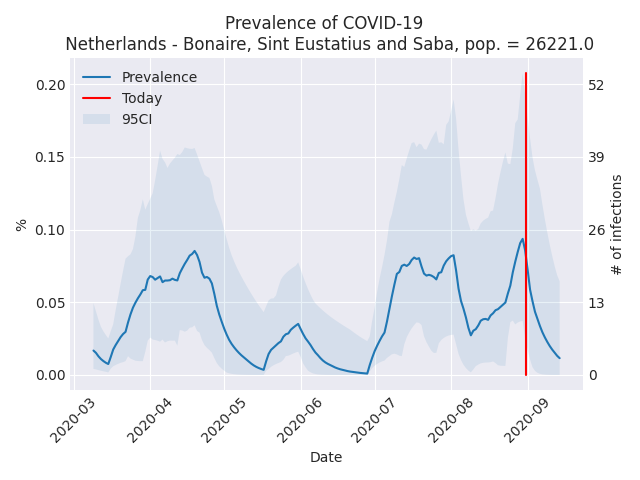 Prevalence of COVID-19
Netherlands - Bonaire, Sint Eustatius and Saba, pop. = 26221.0
Prevalence
Today
95CI
%
0.20
0.15
0.10
0.05
0.00
52
39
26
13
0
# of infections
2020-03
2020-04
2020-05
2020-06
2020-07
2020-08
2020-09
Date